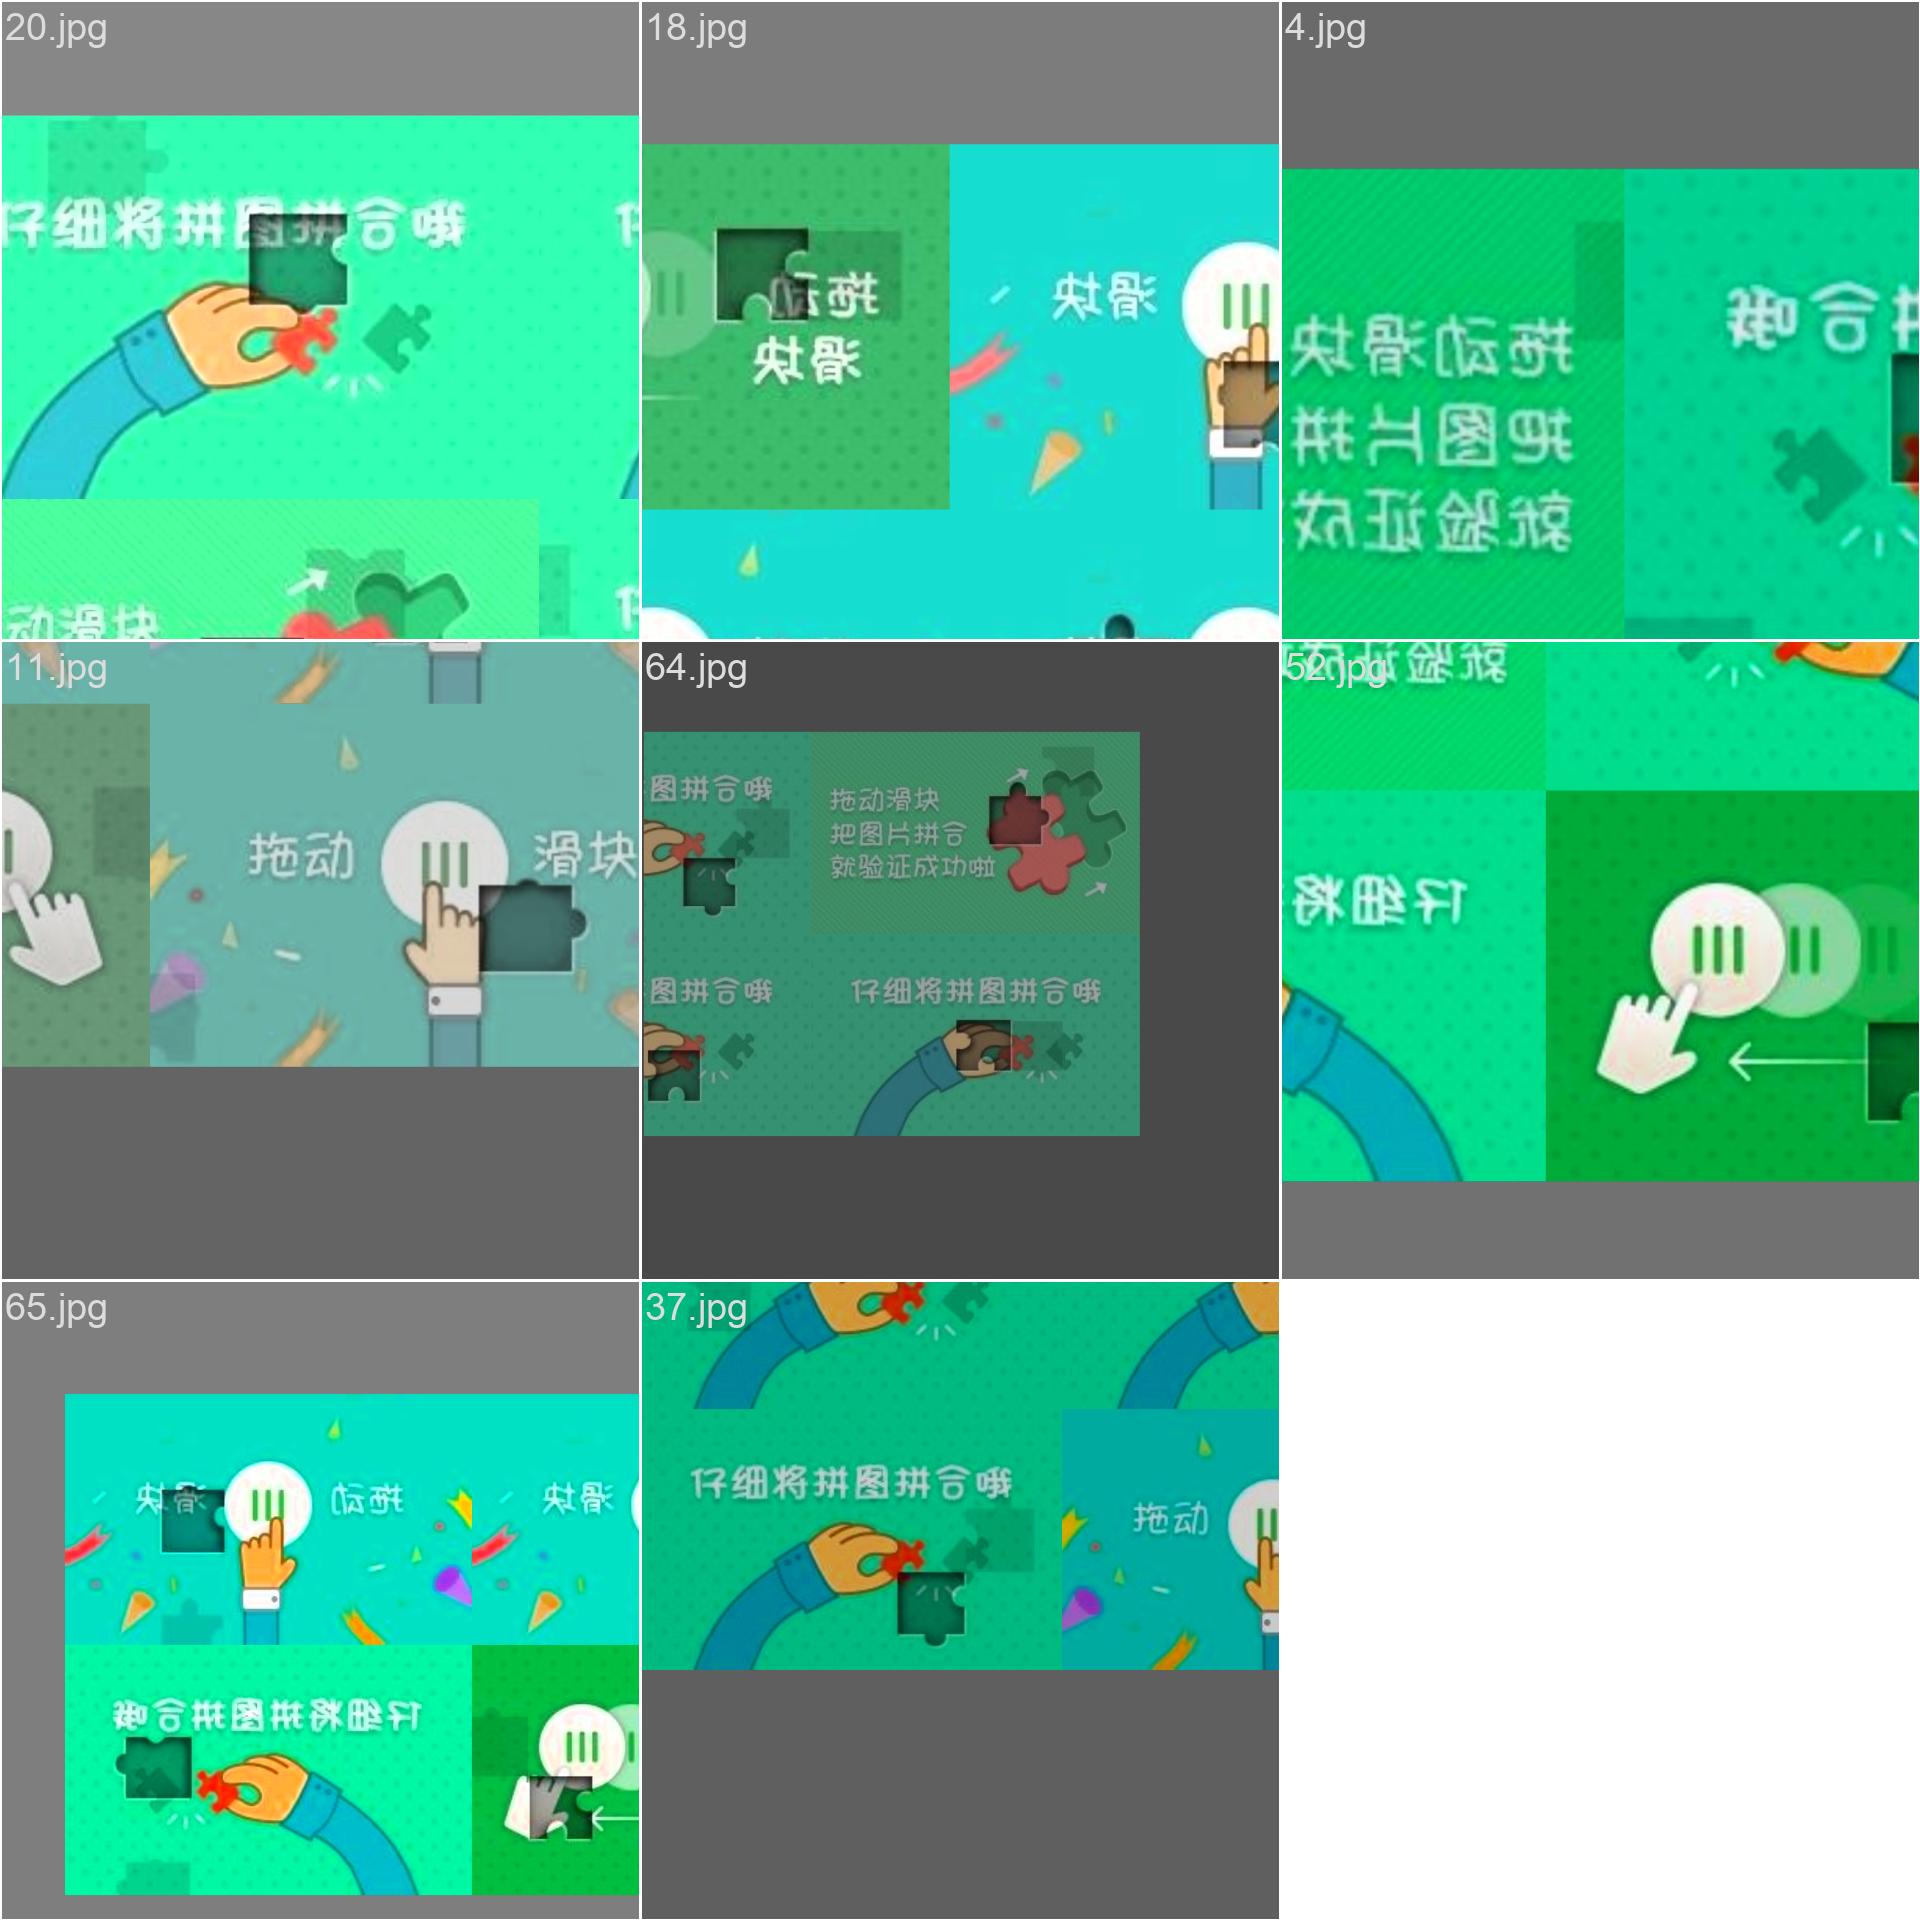 20.jpg
仔细将拼图拼合哦
仔
动滑块
仔
18.jpg
拖动
滑块
拖动
滑块
4.jpg
拖动滑块
把图片拼
就验证成
拼合哦
11.jpg
拖动
滑块
64.jpg
图拼合哦
拖动滑块
把图片拼合
就验证成功啦
图拼合哦
仔细将拼图拼合哦
52.jpg
就验证成
仔细将
65.jpg
拖动
滑块
滑块
仔细将拼图拼合哦
37.jpg
仔细将拼图拼合哦
拖动